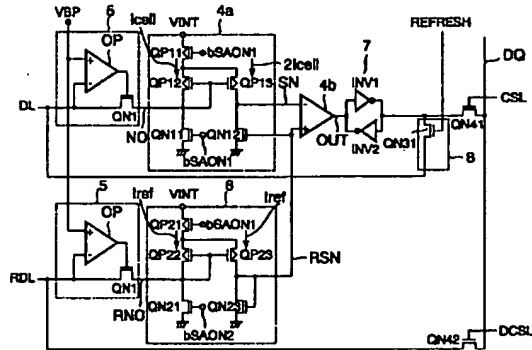 REFRESH
VBP
5
Icell
VINT
4a
OP
QP11
bSAON1
2Icell
7
DQ
QP12
QP13
SN
INV1
CSL
DL
QN1
NO
QN11
QN12
4b
OUT
INV2
QN31
QN41
bSAON1
8
5
Iref
VINT
6
Iref
OP
QP21
bSAON1
QP22
QP23
RSN
RDL
QN1
RNO
QN21
QN23
bSAON2
QN42
DCSL